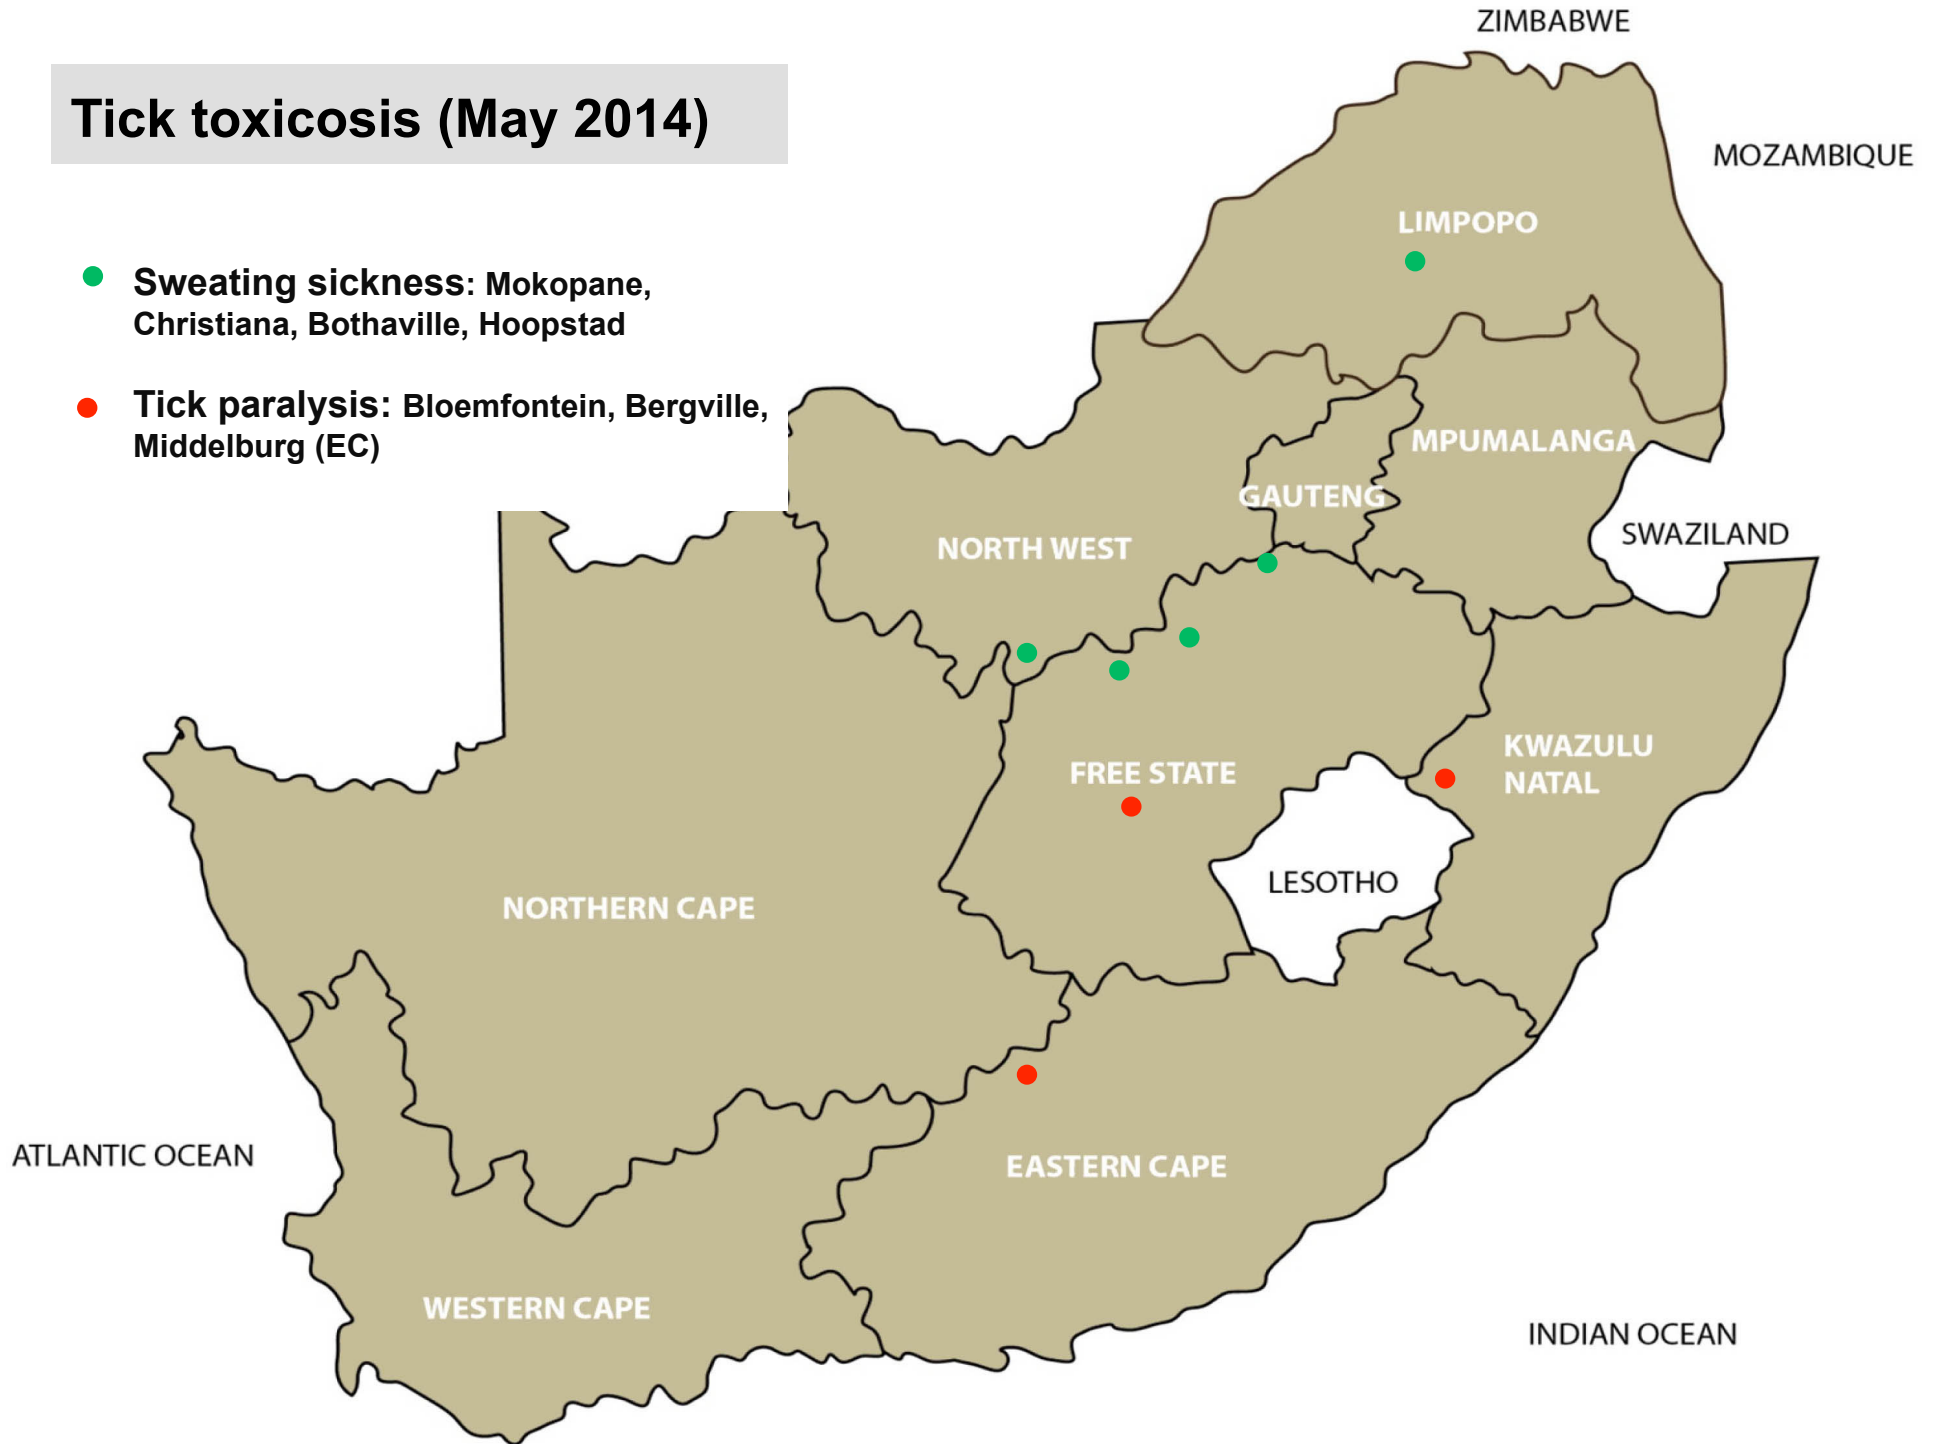 Tick toxicosis (May 2014)
Sweating sickness: Mokopane,
Christiana, Bothaville, Hoopstad
Tick paralysis: Bloemfontein, Bergville,
Middelburg (EC)
ZIMBABWE
MOZAMBIQUE
LIMPOPO
MPUMALANGA
GAUTENG
SWAZILAND
NORTH WEST
KWAZULU
NATAL
FREE STATE
LESOTHO
NORTHERN CAPE
ATLANTIC OCEAN
EASTERN CAPE
WESTERN CAPE
INDIAN OCEAN